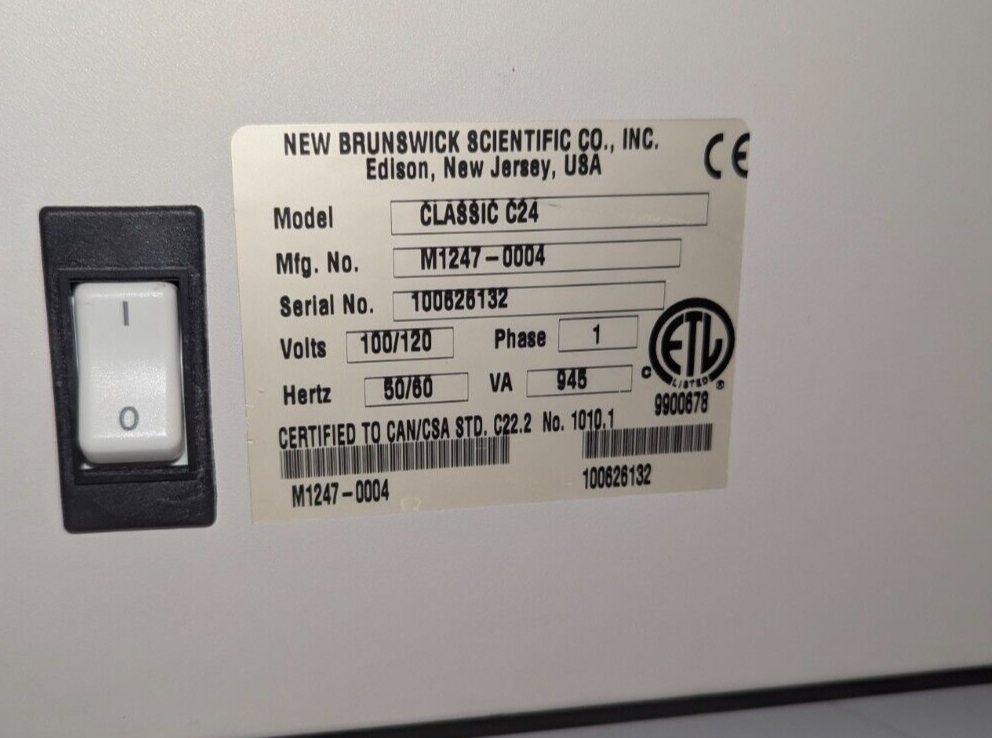 NEW BRUNSWICK SCIENTIFIC CO., INC.
Edison, New Jersey, USA
CE
Model CLASSIC C24
Mfg. No. M1247-0004
Serial No. 100626132
Volts 100/120 Phase 1
Hertz 50/60 VA 945
C ETL LISTED ®
9900678
CERTIFIED TO CAN/CSA STD. C22.2 No. 1010.1
M1247-0004 100626132
I
O